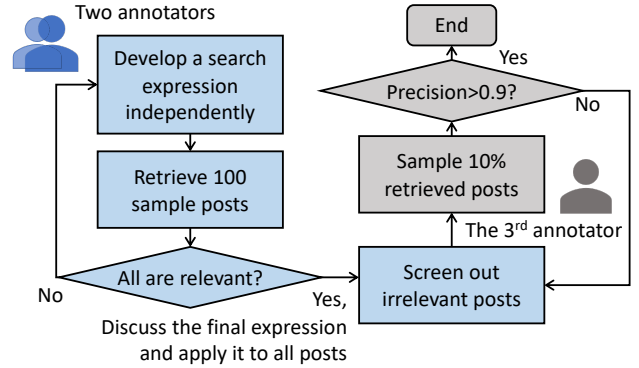 Two annotators
Develop a search
expression
independently
Retrieve 100
sample posts
All are relevant?
No
Yes,
Discuss the final expression
and apply it to all posts
Screen out
irrelevant posts
The 3rd annotator
Sample 10%
retrieved posts
Precision>0.9?
Yes
No
End